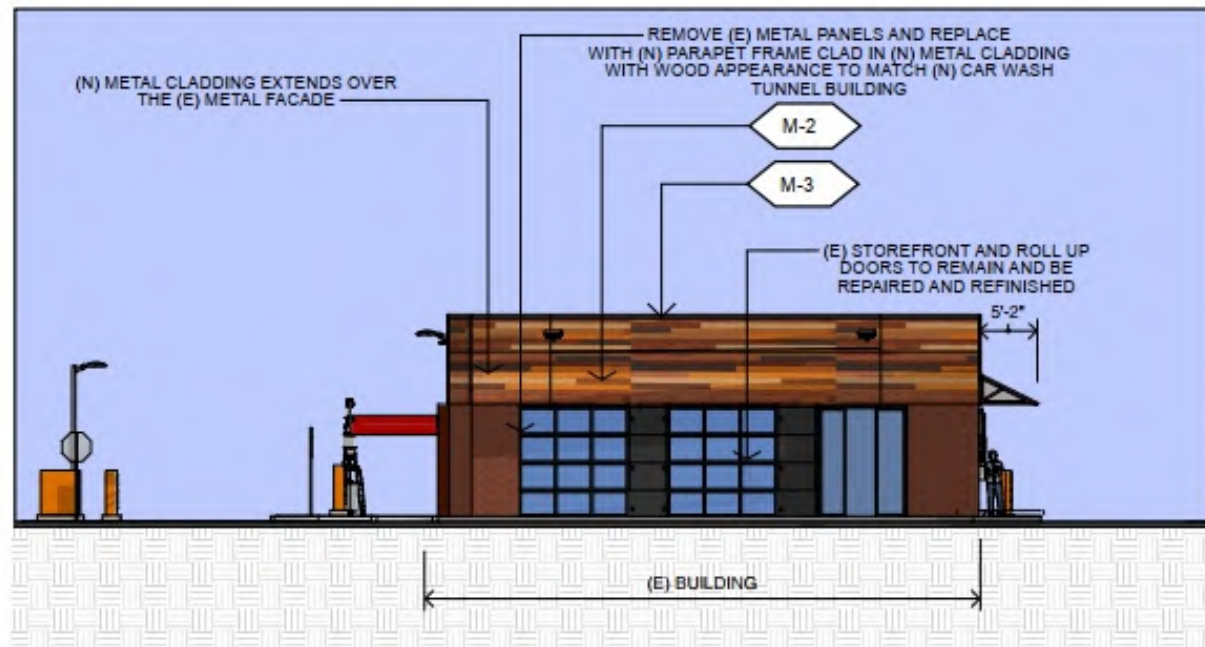 REMOVE (E) METAL PANELS AND REPLACE
WITH (N) PARAPET FRAME CLAD IN (N) METAL CLADDING
WITH WOOD APPEARANCE TO MATCH (N) CAR WASH
TUNNEL BUILDING
(N) METAL CLADDING EXTENDS OVER
THE (E) METAL FACADE
M-2
M-3
(E) STOREFRONT AND ROLL UP
DOORS TO REMAIN AND BE
REPAIRED AND REFINISHED
5'-2"
(E) BUILDING